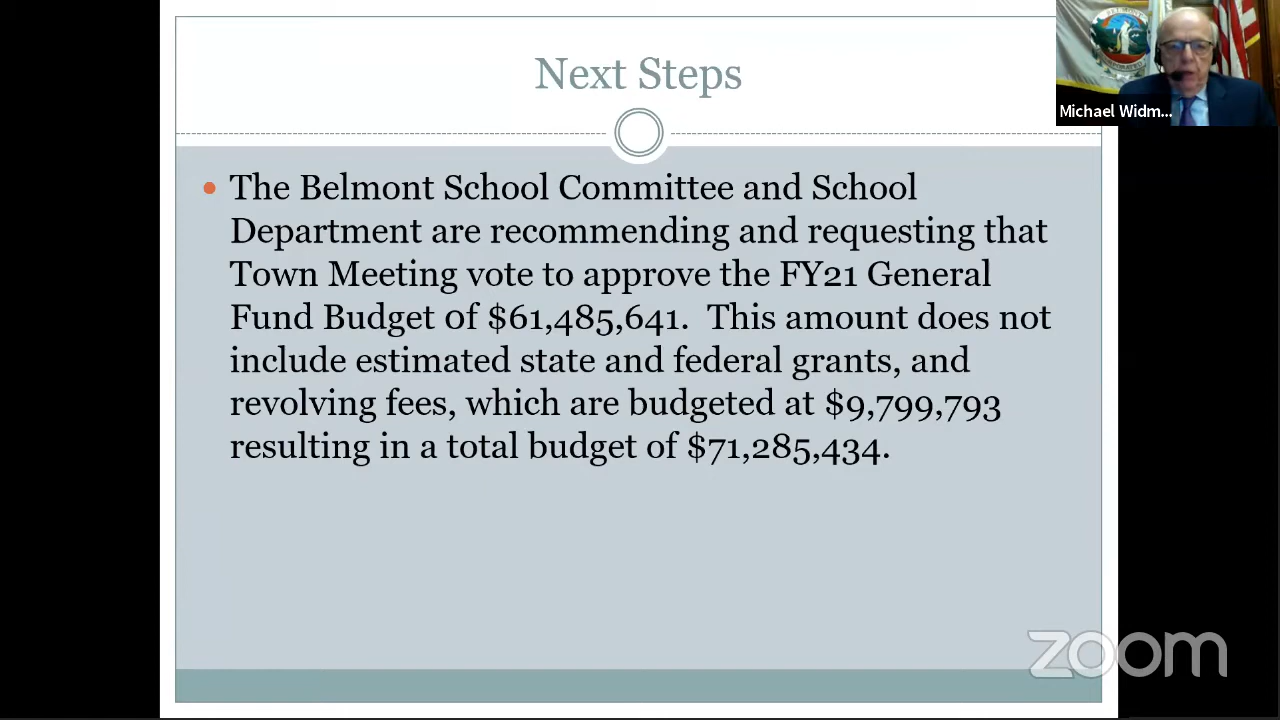 Next Steps
Michael Widm...
• The Belmont School Committee and School
Department are recommending and requesting that
Town Meeting vote to approve the FY21 General
Fund Budget of $61,485,641.  This amount does not
include estimated state and federal grants, and
revolving fees, which are budgeted at $9,799,793
resulting in a total budget of $71,285,434.
zoom